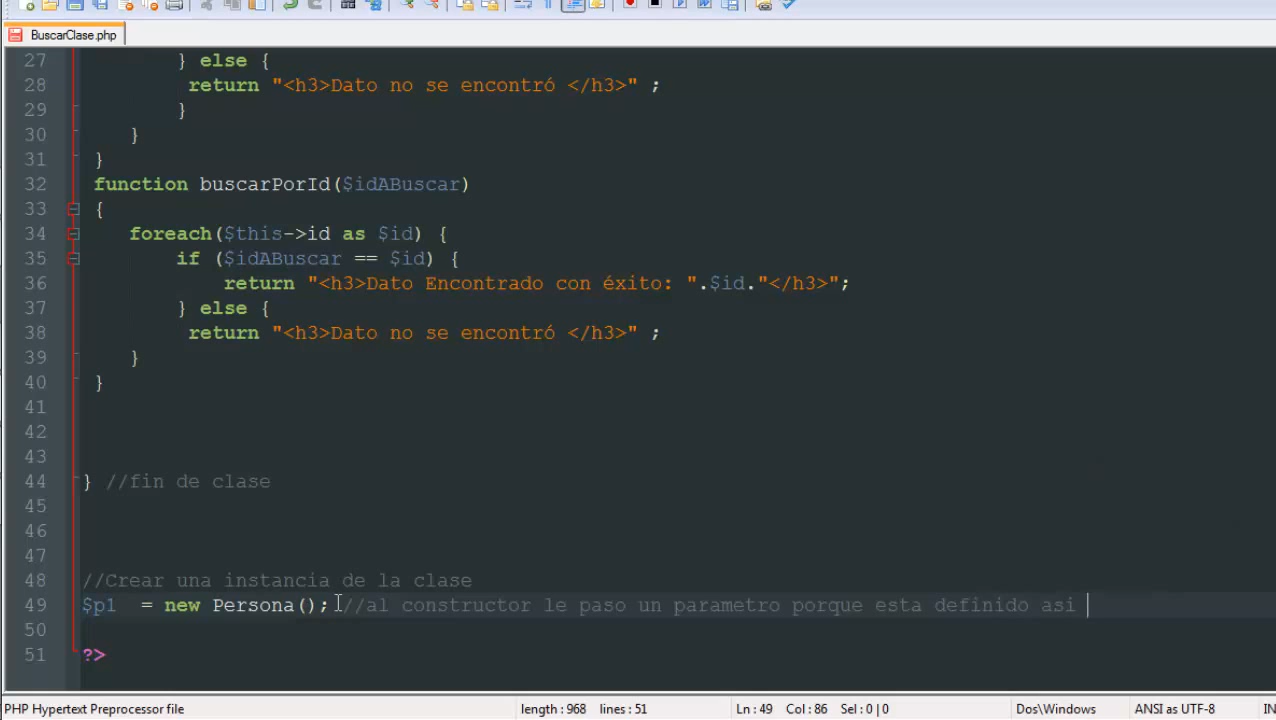 BuscarClase.php
27 } else {
28 return "<h3>Dato no se encontró </h3>" ;
29 }
30 }
31 }
32 function buscarPorId($idABuscar)
33 {
34 foreach($this->id as $id) {
35 if ($idABuscar == $id) {
36 return "<h3>Dato Encontrado con éxito: ".$id."</h3>";
37 } else {
38 return "<h3>Dato no se encontró </h3>" ;
39 }
40 }
41
42
43
44 } //fin de clase
45
46
47
48 //Crear una instancia de la clase
49 $p1 = new Persona(); //al constructor le paso un parametro porque esta definido asi
50
51 ?>
PHP Hypertext Preprocessor file length : 968 lines : 51 Ln : 49 Col : 86 Sel : 0 | 0 Dos\Windows ANSI as UTF-8 IN